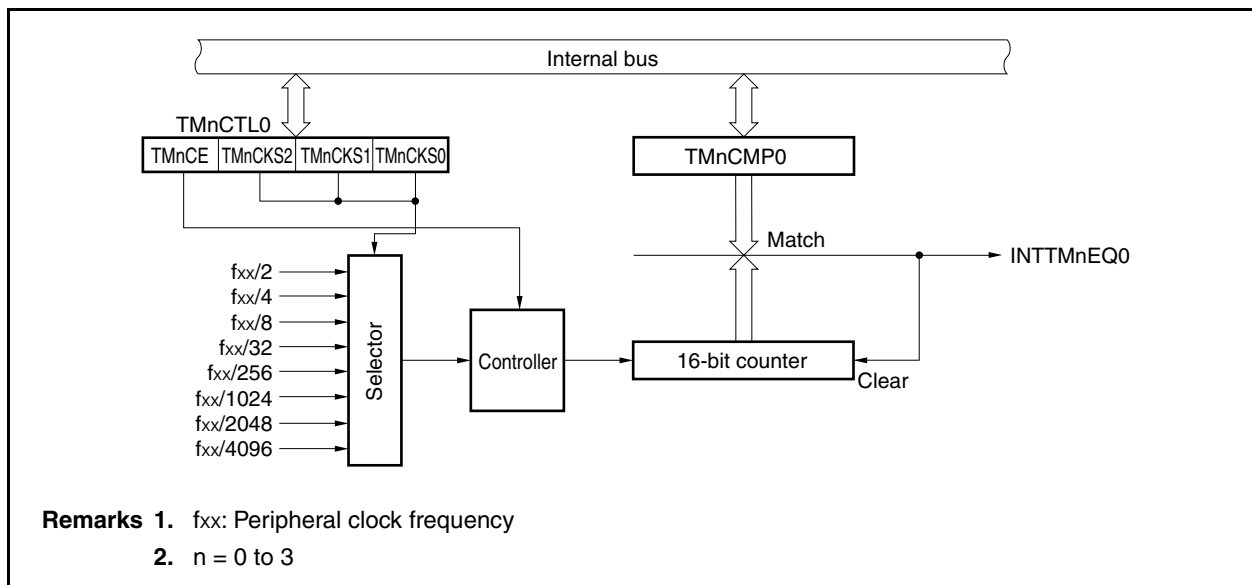 Internal bus
TMnCTL0
TMnCE TMnCKS2 TMnCKS1 TMnCKS0
TMnCMP0
Match
INTTMnEQ0
fxx/2
fxx/4
fxx/8
fxx/32
fxx/256
fxx/1024
fxx/2048
fxx/4096
Selector
Controller
16-bit counter
Clear
Remarks 1. fxx: Peripheral clock frequency
2. n = 0 to 3